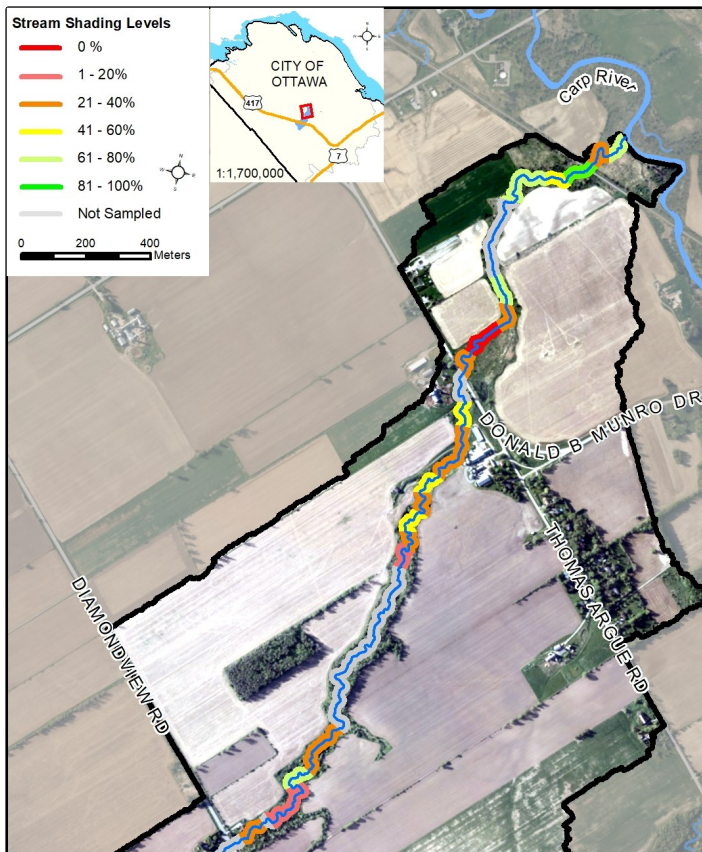 Stream Shading Levels
0 %
1 - 20%
21 - 40%
41 - 60%
61 - 80%
81 - 100%
Not Sampled
0 200 400
Meters
N
W E
S
CITY OF
OTTAWA
N
W E
S
417
7
1:1,700,000
Carp River
DONALD B MUNRO DR
THOMAS ARGUE RD
DIAMONDVIEW RD